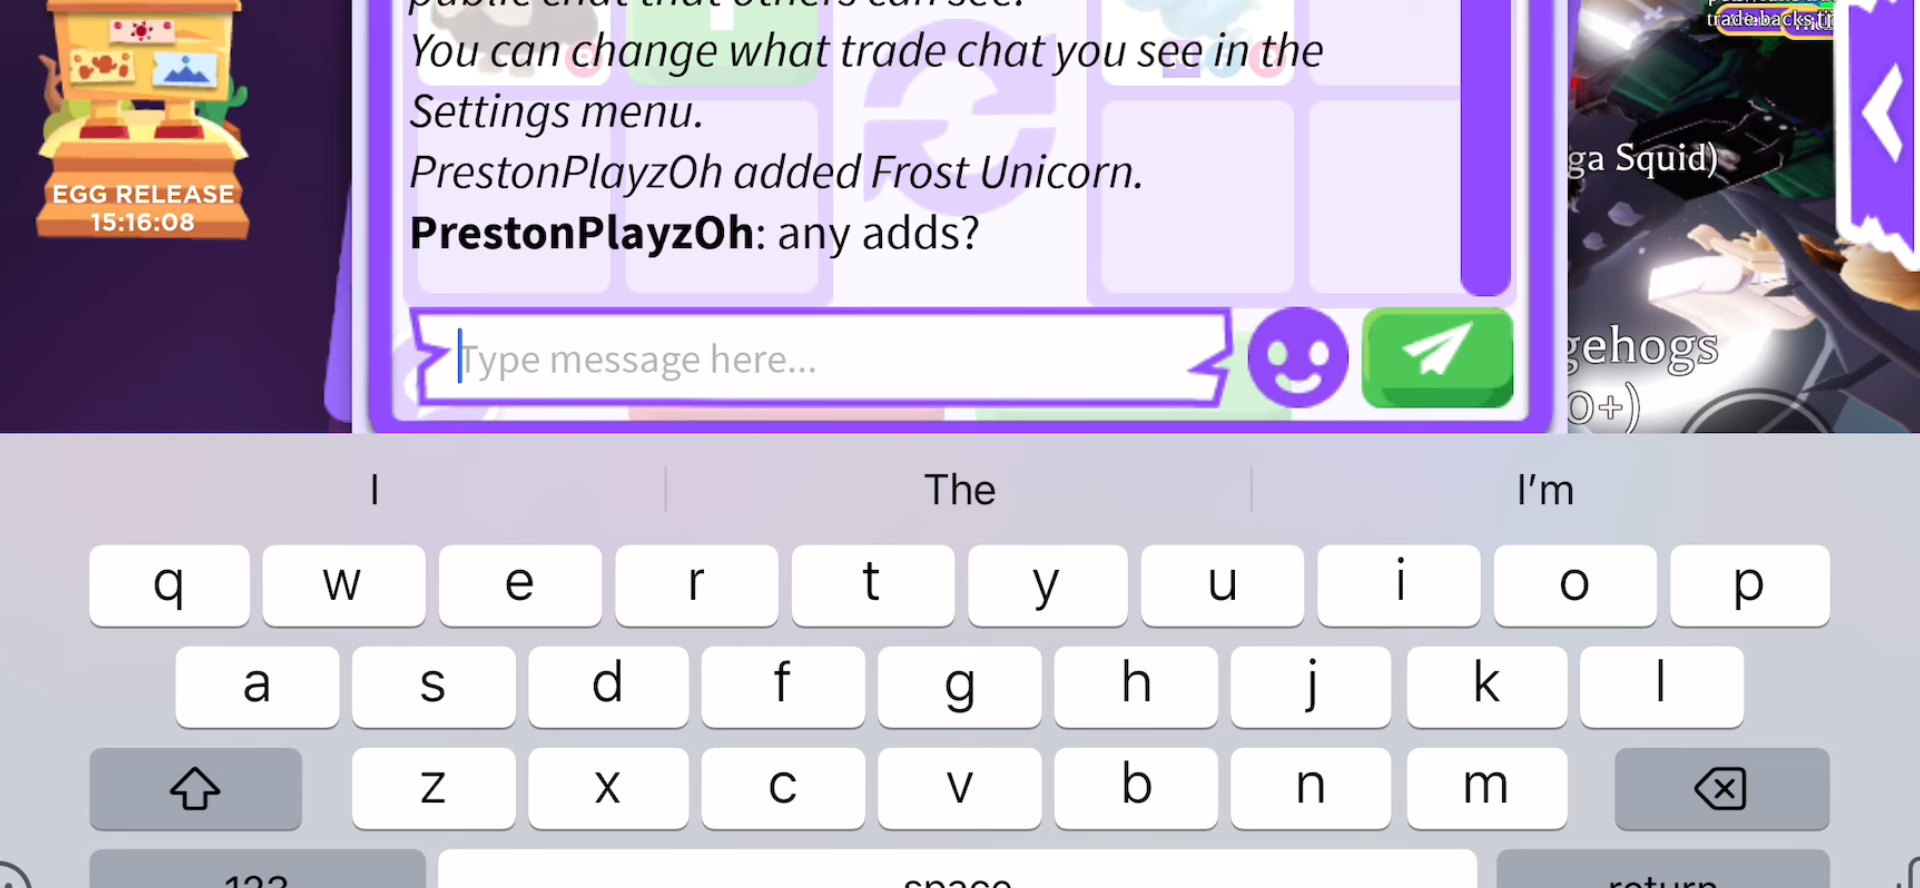 You can change what trade chat you see in the
Settings menu.
PrestonPlayzOh added Frost Unicorn.
PrestonPlayzOh: any adds?
Type message here...
EGG RELEASE
15:16:08
ga Squid)
gehogs
I
The
I'm
q w e r t y u i o p
a s d f g h j k l
z x c v b n m